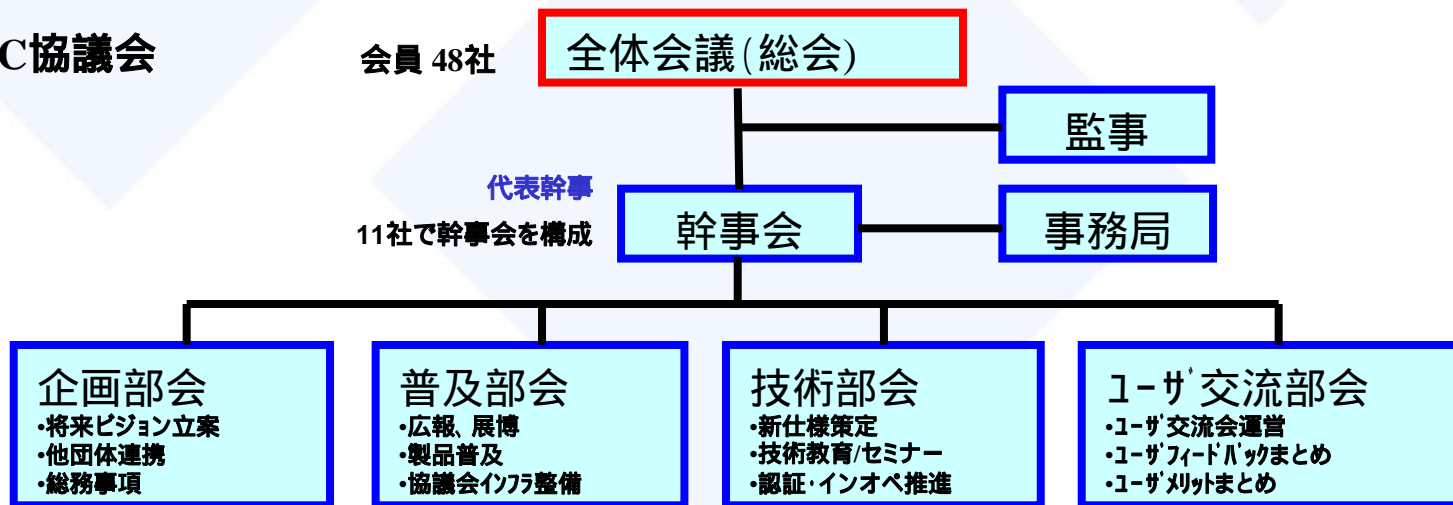 C協議会
会員 48社
全体会議(総会)
監事
代表幹事
11社で幹事会を構成
幹事会
事務局
企画部会
・将来ビジョン立案
・他団体連携
・総務事項
普及部会
・広報、展博
・製品普及
・協議会ｲﾝﾌﾗ整備
技術部会
・新仕様策定
・技術教育/セミナー
・認証・インオペ推進
ﾕｰｻﾞ交流部会
・ﾕｰｻﾞ交流会運営
・ﾕｰｻﾞﾌｨｰﾄﾞﾊﾞｯｸまとめ
・ﾕｰｻﾞﾒﾘｯﾄまとめ